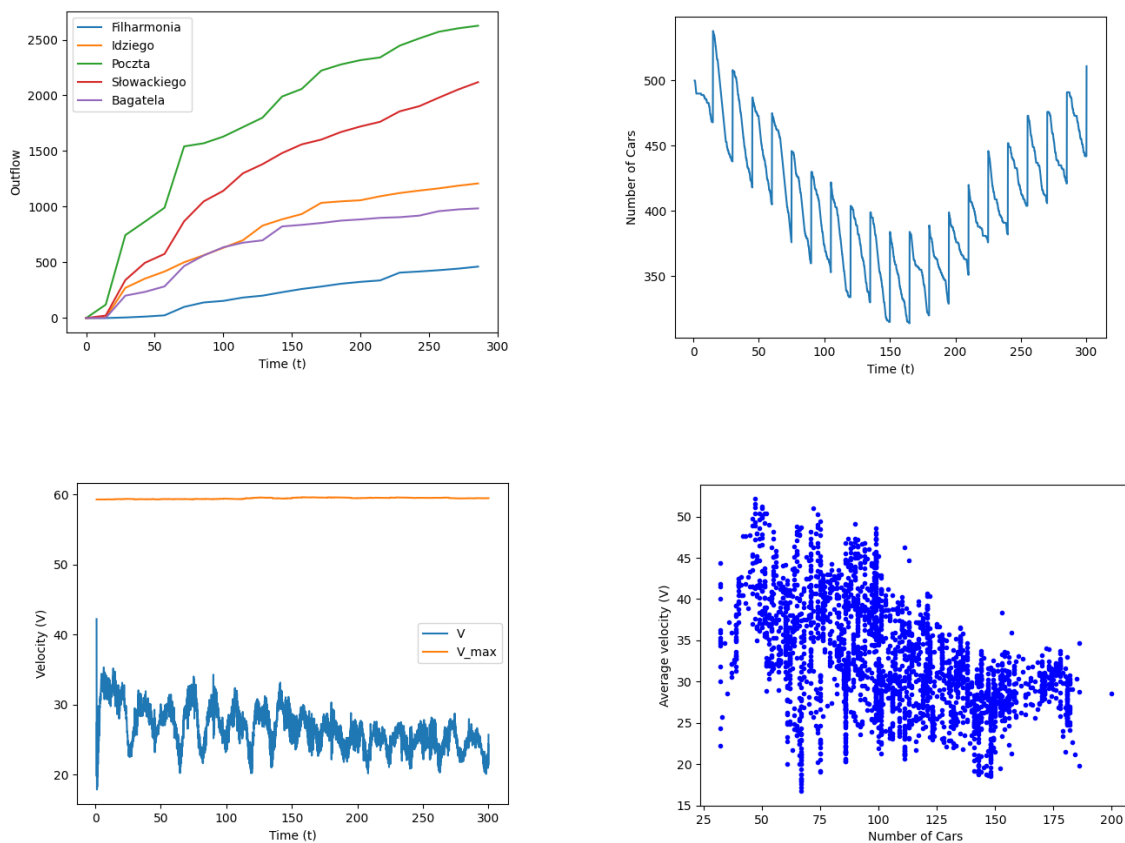 2500
2000
1500
1000
500
0
Outflow
Filharmonia
Idziego
Poczta
Słowackiego
Bagatela
0 50 100 150 200 250 300
Time (t)
500
450
400
350
Number of Cars
0 50 100 150 200 250 300
Time (t)
60
50
40
30
20
Velocity (V)
V
V_max
0 50 100 150 200 250 300
Time (t)
50
45
40
35
30
25
20
15
Average velocity (V)
25 50 75 100 125 150 175 200
Number of Cars